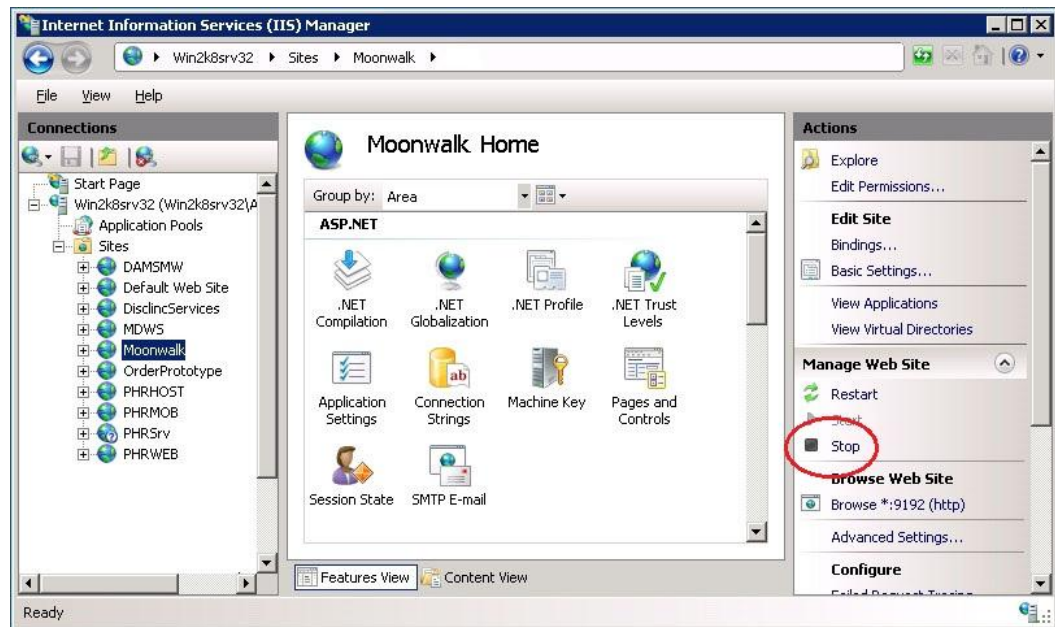 Internet Information Services (IIS) Manager
Win2k8srv32 Sites Moonwalk
File View Help
Connections
Start Page
Win2k8srv32 (Win2k8srv32\A
Application Pools
Sites
DAMSMW
Default Web Site
DisclincServices
MDWS
Moonwalk
OrderPrototype
PHRHOST
PHRMOB
PHRSrv
PHRWEB
Moonwalk Home
Group by: Area
ASP.NET
.NET Compilation
.NET Globalization
.NET Profile
.NET Trust Levels
Application Settings
Connection Strings
Machine Key
Pages and Controls
Session State
SMTP E-mail
Features View
Content View
Actions
Explore
Edit Permissions...
Edit Site
Bindings...
Basic Settings...
View Applications
View Virtual Directories
Manage Web Site
Restart
Start
Stop
Browse Web Site
Browse *:9192 (http)
Advanced Settings...
Configure
Failed Request Tracing
Ready